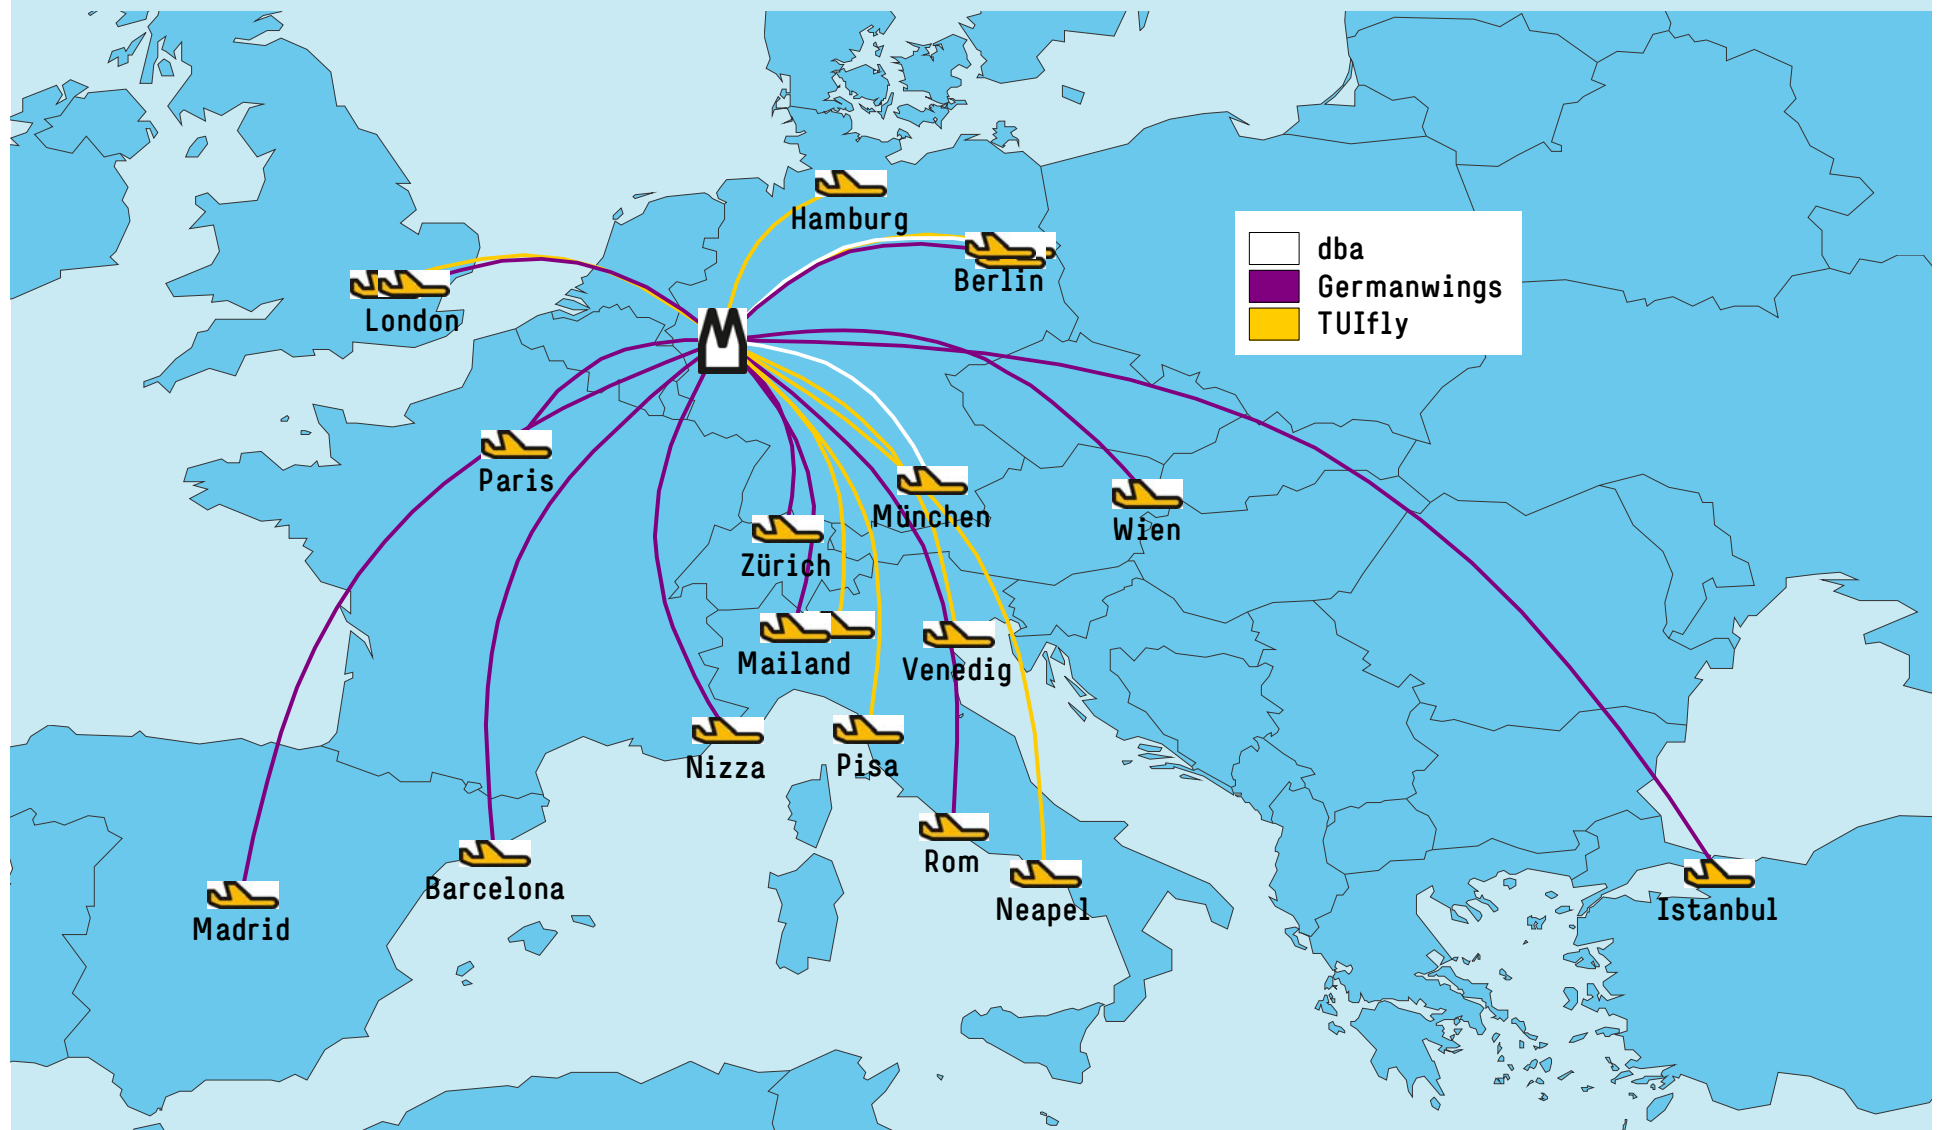 Hamburg
dba
Berlin
Germanwings
London
TUIfly
Paris
München
Wien
Zürich
Mailand
Venedig
Nizza
Pisa
Rom
Barcelona
Neapel
Istanbul
Madrid